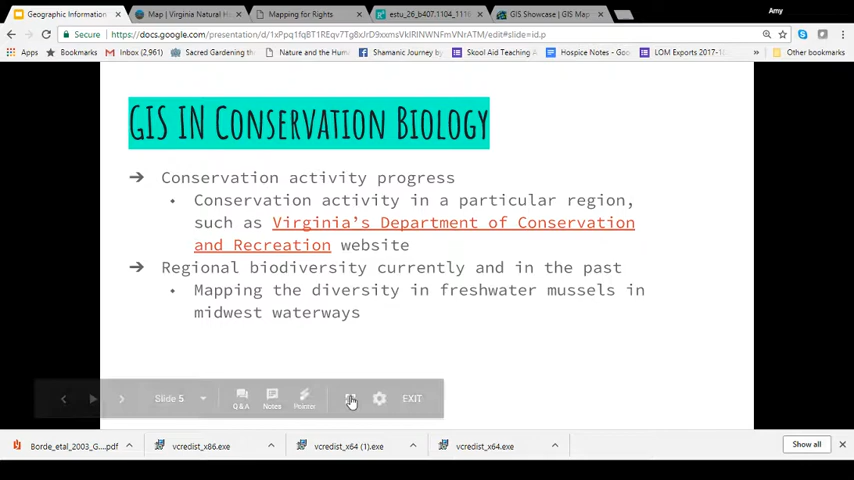 Geographic Information
Map | Virginia Natural H
Mapping for Rights
estu_26_b407.1104_1116
GIS Showcase | GIS Map
Amy
Secure https://docs.google.com/presentation/d/1xPpq1fqBT1REqv7Tg8xJrD9xxmsVkIRINWNFmVNrATM/edit#slide=id.p
Apps Inbox (2,961) Sacred Gardening the Nature and the Hum Shamanic Journey by Skool Aid Teaching Hospice Notes - Goo LOM Exports 2017-10 Other bookmarks
GIS IN Conservation Biology
➔ Conservation activity progress
⬩ Conservation activity in a particular region,
such as Virginia's Department of Conservation
and Recreation website
➔ Regional biodiversity currently and in the past
⬩ Mapping the diversity in freshwater mussels in
midwest waterways
Slide 5 Q&A Notes Pointer EXIT
Borde_etal_2003_G....pdf vcredist_x86.exe vcredist_x64 (1).exe vcredist_x64.exe Show all